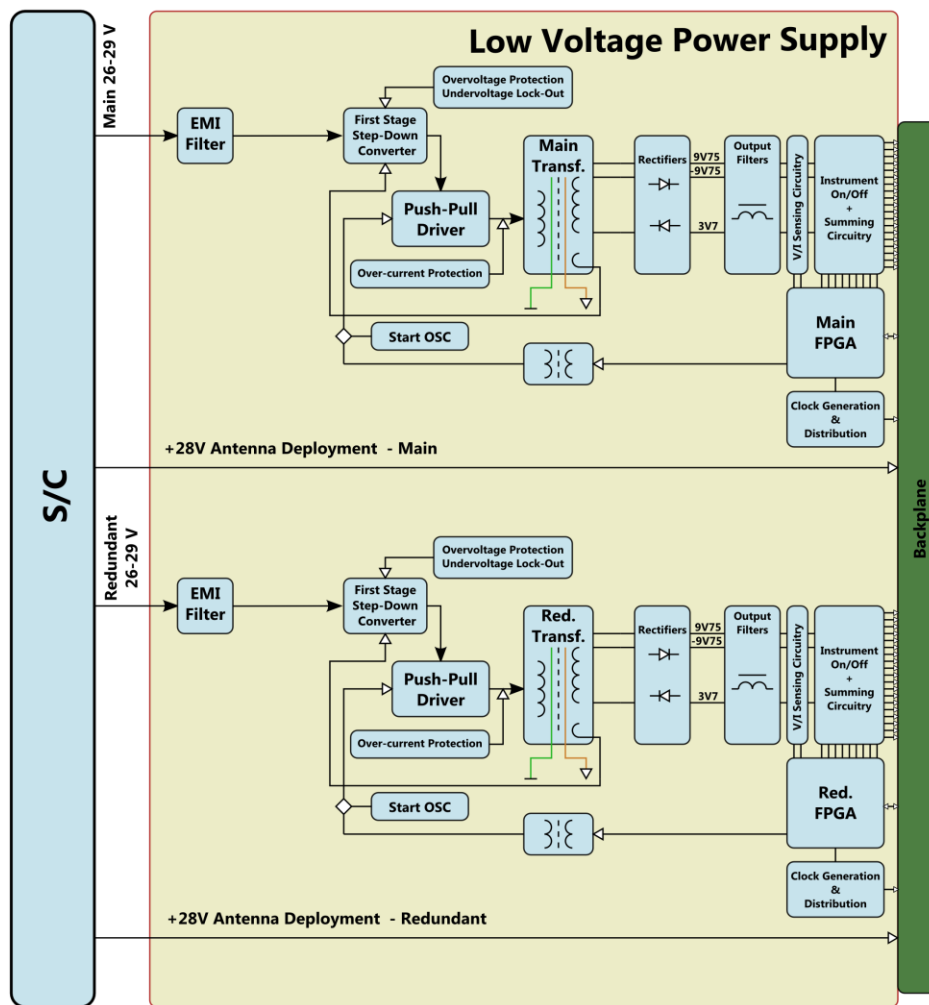 Low Voltage Power Supply
S/C
Main 26-29 V
EMI
Filter
First Stage
Step-Down
Converter
Overvoltage Protection
Undervoltage Lock-Out
Push-Pull
Driver
Over-current Protection
Start OSC
Main
Transf.
Rectifiers
9V75
-9V75
3V7
Output
Filters
V/I Sensing Circuitry
Instrument
On/Off
+
Summing
Circuitry
Main
FPGA
Clock Generation
&
Distribution
+28V Antenna Deployment - Main
Backplane
Redundant
26-29 V
EMI
Filter
First Stage
Step-Down
Converter
Overvoltage Protection
Undervoltage Lock-Out
Push-Pull
Driver
Over-current Protection
Start OSC
Red.
Transf.
Rectifiers
9V75
-9V75
3V7
Output
Filters
V/I Sensing Circuitry
Instrument
On/Off
+
Summing
Circuitry
Red.
FPGA
Clock Generation
&
Distribution
+28V Antenna Deployment - Redundant